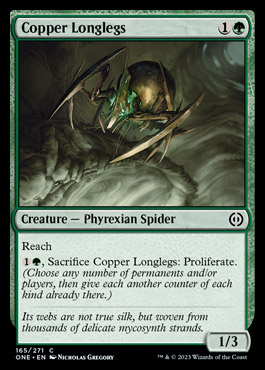 Copper Longlegs 1
Creature — Phyrexian Spider
Reach
1, Sacrifice Copper Longlegs: Proliferate.
(Choose any number of permanents and/or
players, then give each another counter of each
kind already there.)
Its webs are not true silk, but woven from
thousands of delicate mycosynth strands.
1/3
165/271 C
ONE • EN Nicholas Gregory
™ & © 2023 Wizards of the Coast